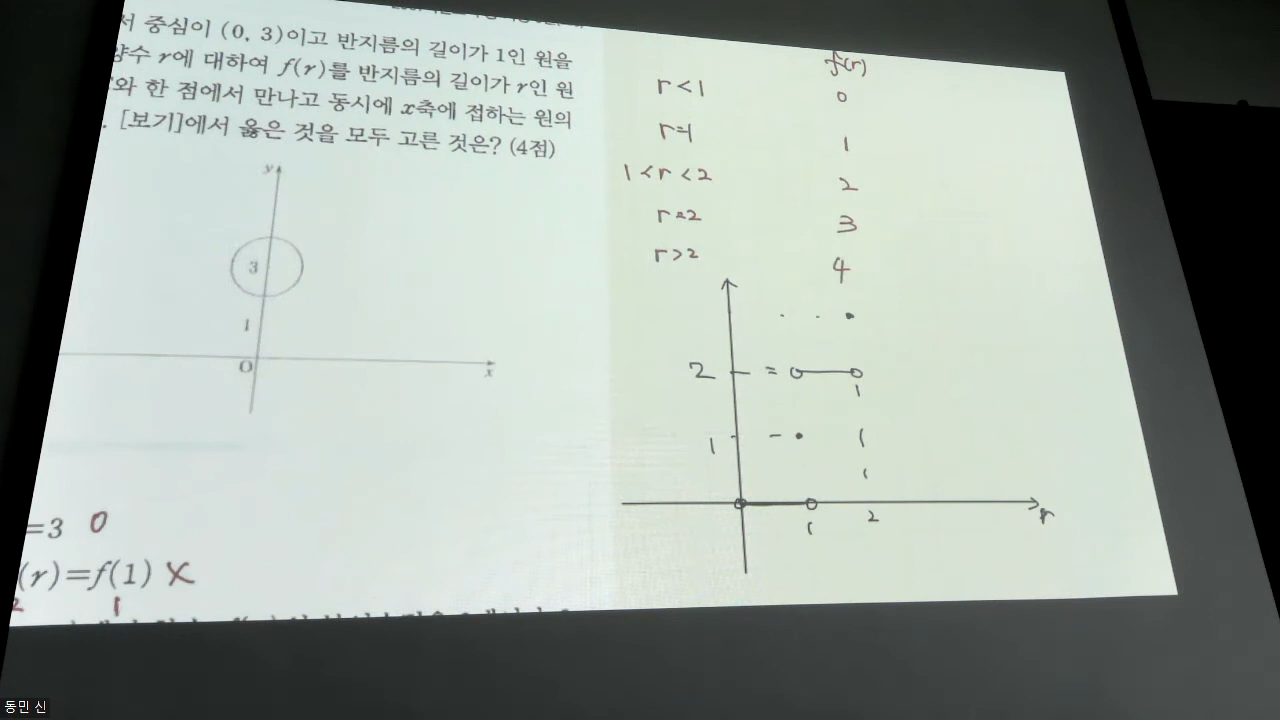 서 중심이 (0, 3)이고 반지름의 길이가 1인 원을
양수 r에 대하여 f(r)를 반지름의 길이가 r인 원
와 한 점에서 만나고 동시에 x축에 접하는 원의
. [보기]에서 옳은 것을 모두 고른 것은? (4점)
y
3
1
O
x
=3 0
(r)=f(1) X
2 1
f(r)
r<1 0
r=1 1
1<r<2 2
r=2 3
r>2 4
2
1
1 2 r
동민 신